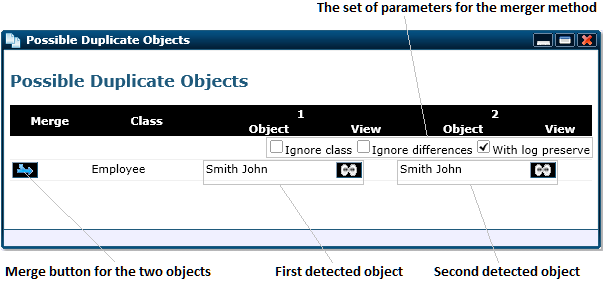 The set of parameters for the merger method
Possible Duplicate Objects
Possible Duplicate Objects
Merge Class 1 2
Object View Object View
Ignore class Ignore differences With log preserve
Employee Smith John Smith John
Merge button for the two objects First detected object Second detected object